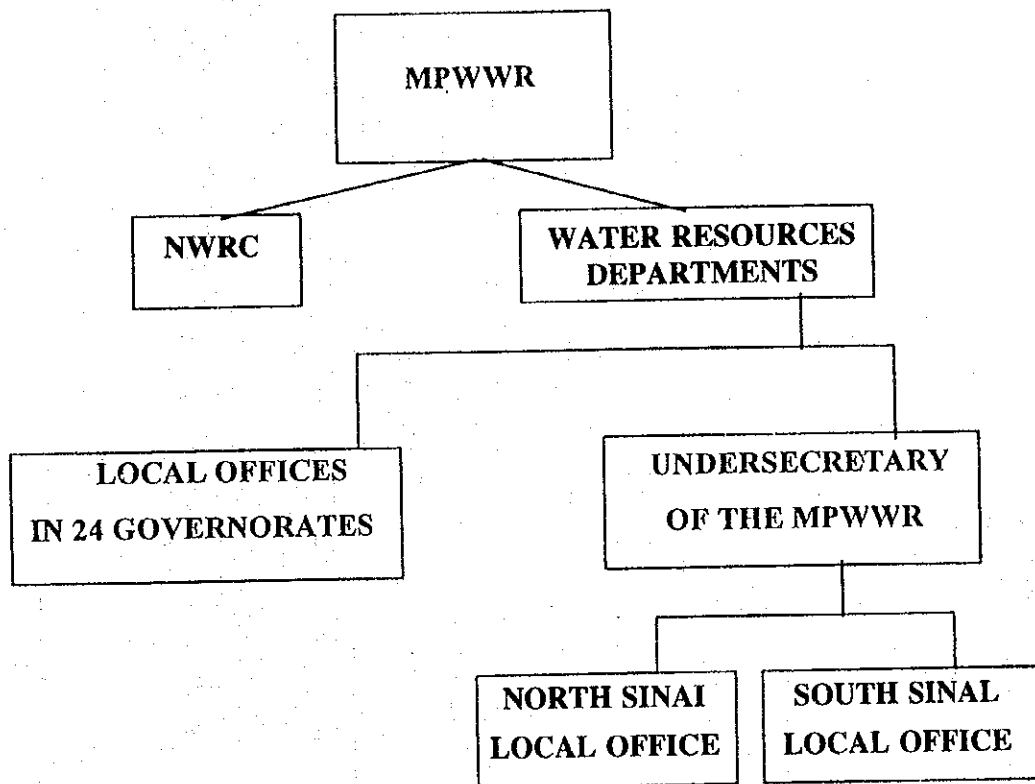 MPWWR
NWRC
WATER RESOURCES
DEPARTMENTS
LOCAL OFFICES
IN 24 GOVERNORATES
UNDERSECRETARY
OF THE MPWWR
NORTH SINAI
LOCAL OFFICE
SOUTH SINAL
LOCAL OFFICE